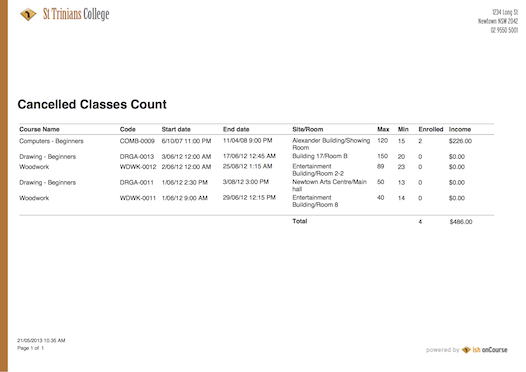 St Trinians College
1234 Long St
Newtown NSW 2042
02 9550 5001
Cancelled Classes Count
Course Name Code Start date End date Site/Room Max Min Enrolled Income
Computers - Beginners COMB-0009 6/10/07 11:00 PM 11/04/08 9:00 PM Alexander Building/Showing 120 15 2 $226.00
Room
Drawing - Beginners DRGA-0013 3/06/12 12:00 AM 17/06/12 12:45 AM Building 17/Room B 150 20 0 $0.00
Woodwork WDWK-0012 2/06/12 12:00 AM 25/08/12 1:15 AM Entertainment 89 23 0 $0.00
Building/Room 2-2
Drawing - Beginners DRGA-0011 1/06/12 2:30 PM 3/08/12 3:00 PM Newtown Arts Centre/Main 50 13 0 $0.00
hall
Woodwork WDWK-0011 1/06/12 9:00 AM 29/06/12 12:15 PM Entertainment 40 14 0 $0.00
Building/Room 8
Total 4 $486.00
21/05/2013 10:35 AM
Page 1 of 1
powered by ish onCourse